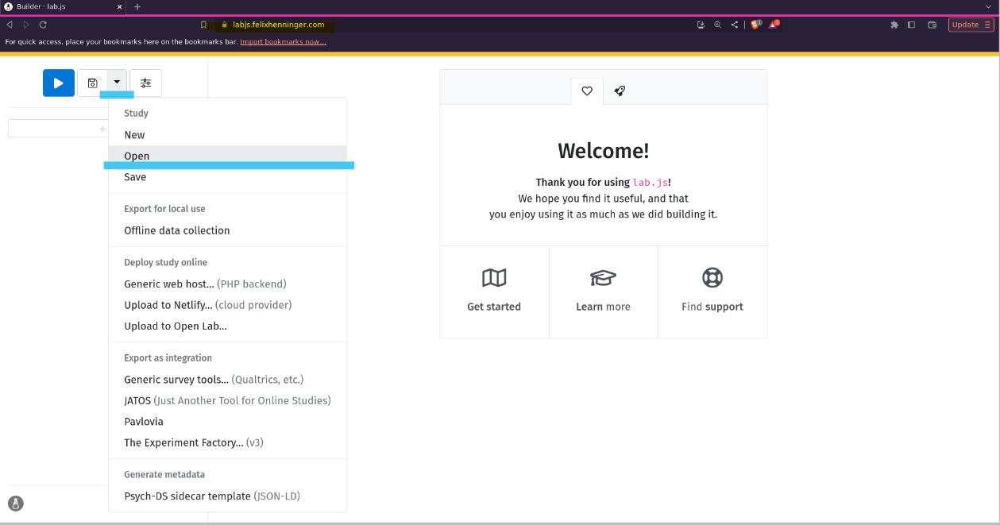 Builder · lab.js
labjs.felixhenninger.com
1
1
Update
For quick access, place your bookmarks here on the bookmarks bar. Import bookmarks now...
Study
New
Open
Save
Export for local use
Offline data collection
Deploy study online
Generic web host... (PHP backend)
Upload to Netlify... (cloud provider)
Upload to Open Lab...
Export as integration
Generic survey tools... (Qualtrics, etc.)
JATOS (Just Another Tool for Online Studies)
Pavlovia
The Experiment Factory... (v3)
Generate metadata
Psych-DS sidecar template (JSON-LD)
Welcome!
Thank you for using lab.js!
We hope you find it useful, and that
you enjoy using it as much as we did building it.
Get started
Learn more
Find support